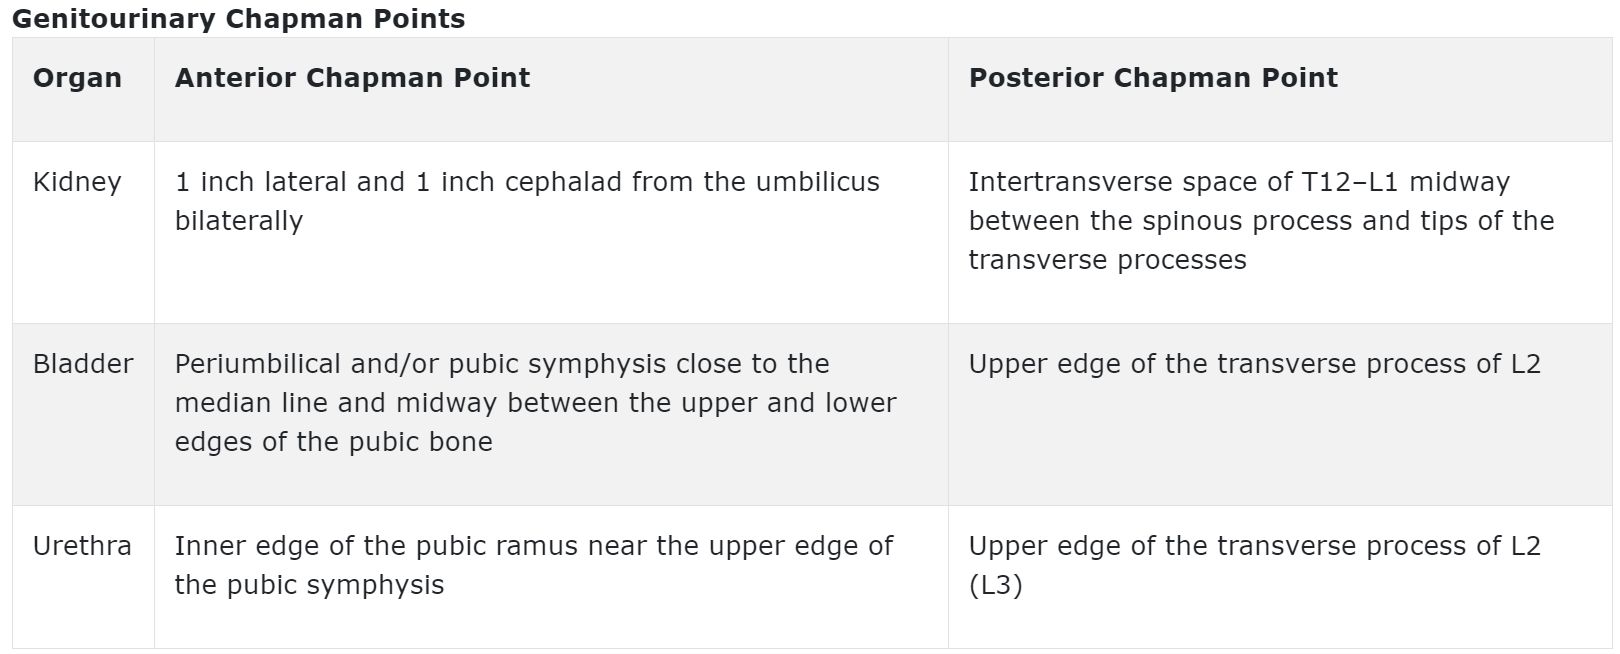 Genitourinary Chapman Points
Organ
Anterior Chapman Point
Posterior Chapman Point
Kidney
1 inch lateral and 1 inch cephalad from the umbilicus
bilaterally
Intertransverse space of T12–L1 midway
between the spinous process and tips of the
transverse processes
Bladder
Periumbilical and/or pubic symphysis close to the
median line and midway between the upper and lower
edges of the pubic bone
Upper edge of the transverse process of L2
Urethra
Inner edge of the pubic ramus near the upper edge of
the pubic symphysis
Upper edge of the transverse process of L2
(L3)